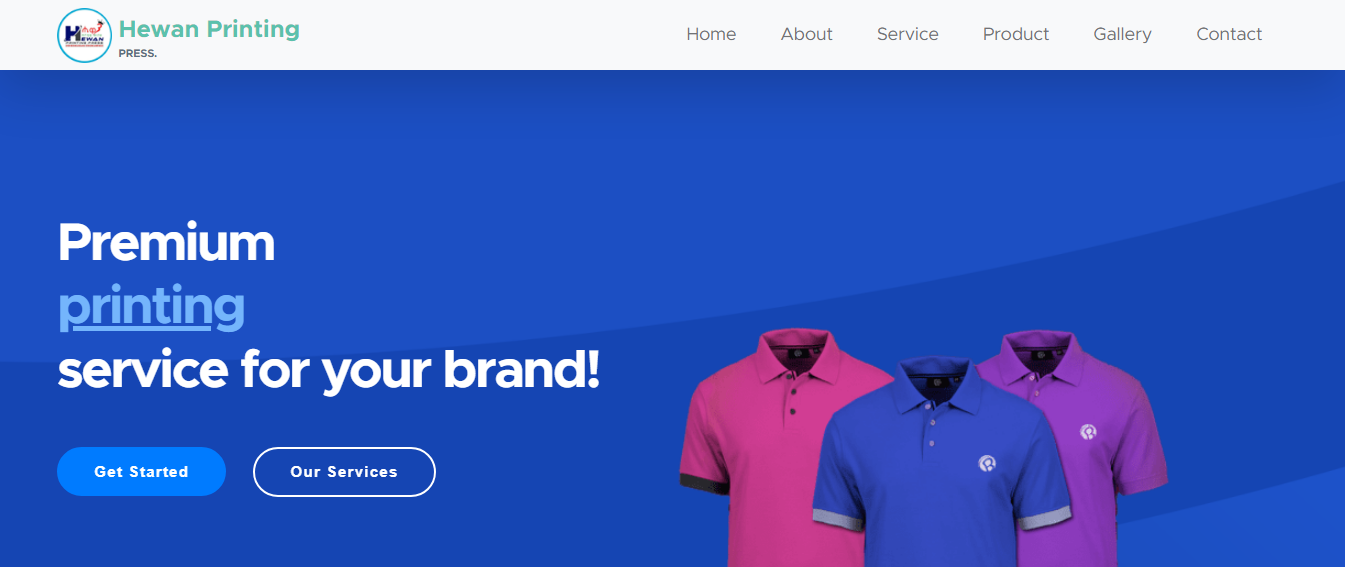 Hewan Printing
PRESS.
Home About Service Product Gallery Contact
Premium
printing
service for your brand!
Get Started Our Services